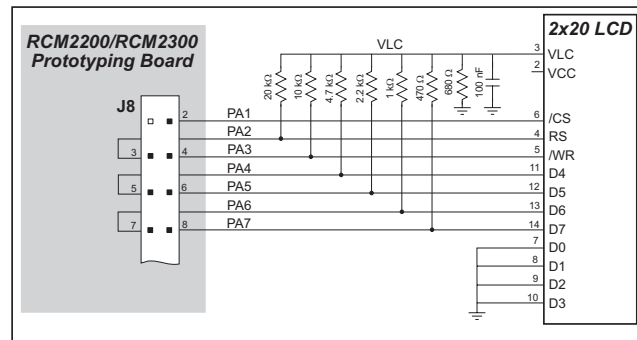 RCM2200/RCM2300
Prototyping Board
2x20 LCD
J8
VLC
20 kΩ
10 kΩ
4.7 kΩ
2.2 kΩ
1 kΩ
470 Ω
680 Ω
100 nF
3 VLC
2 VCC
2 PA1 6 /CS
PA2 4 RS
3 4 PA3 5 /WR
PA4 11 D4
5 6 PA5 12 D5
PA6 13 D6
7 8 PA7 14 D7
7 D0
8 D1
9 D2
10 D3